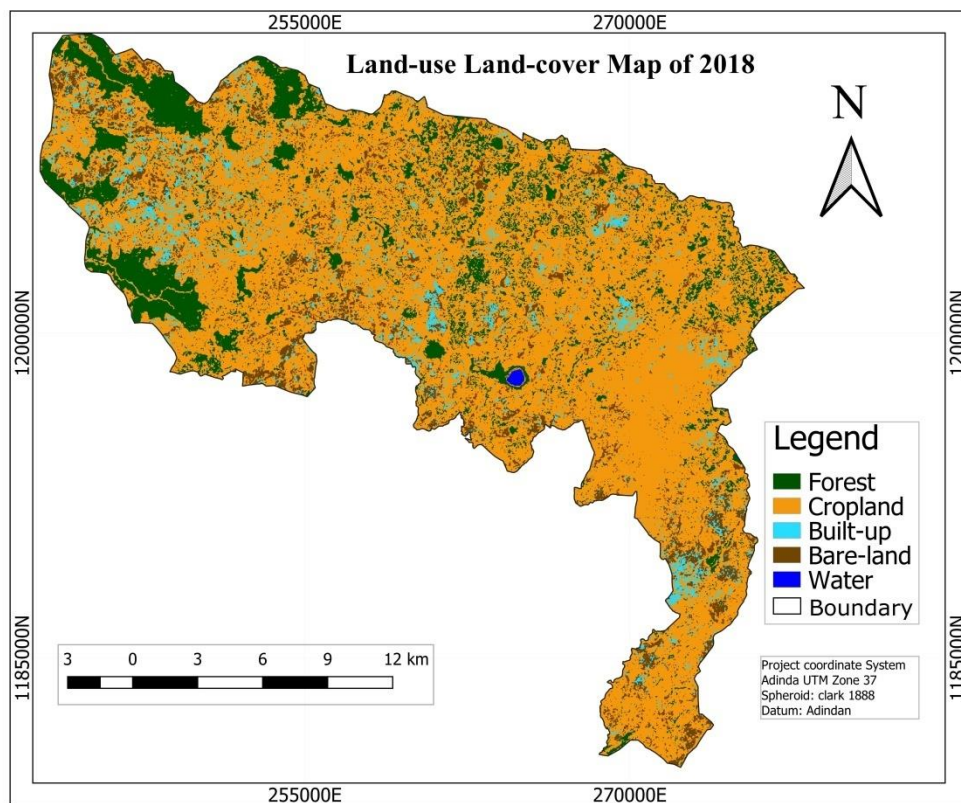 255000E 270000E
Land-use Land-cover Map of 2018
N
1200000N 1200000N
Legend
Forest
Cropland
Built-up
Bare-land
Water
Boundary
3 0 3 6 9 12 km
1185000N 1185000N
Project coordinate System
Adinda UTM Zone 37
Spheroid: clark 1888
Datum: Adindan
255000E 270000E